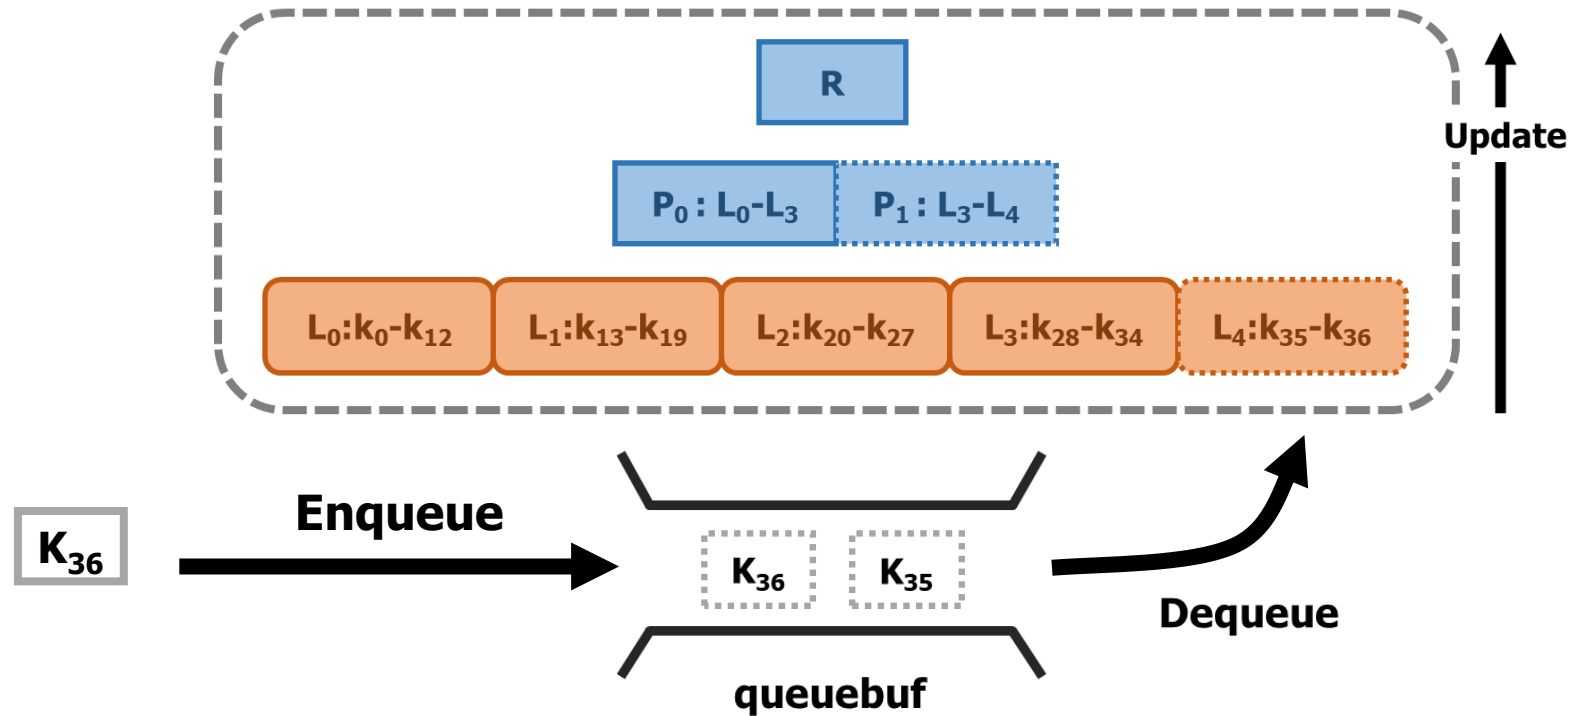 R
Update
P₀ : L₀-L₃
P₁ : L₃-L₄
L₀:k₀-k₁₂
L₁:k₁₃-k₁₉
L₂:k₂₀-k₂₇
L₃:k₂₈-k₃₄
L₄:k₃₅-k₃₆
Enqueue
K₃₆
K₃₆
K₃₅
Dequeue
queuebuf